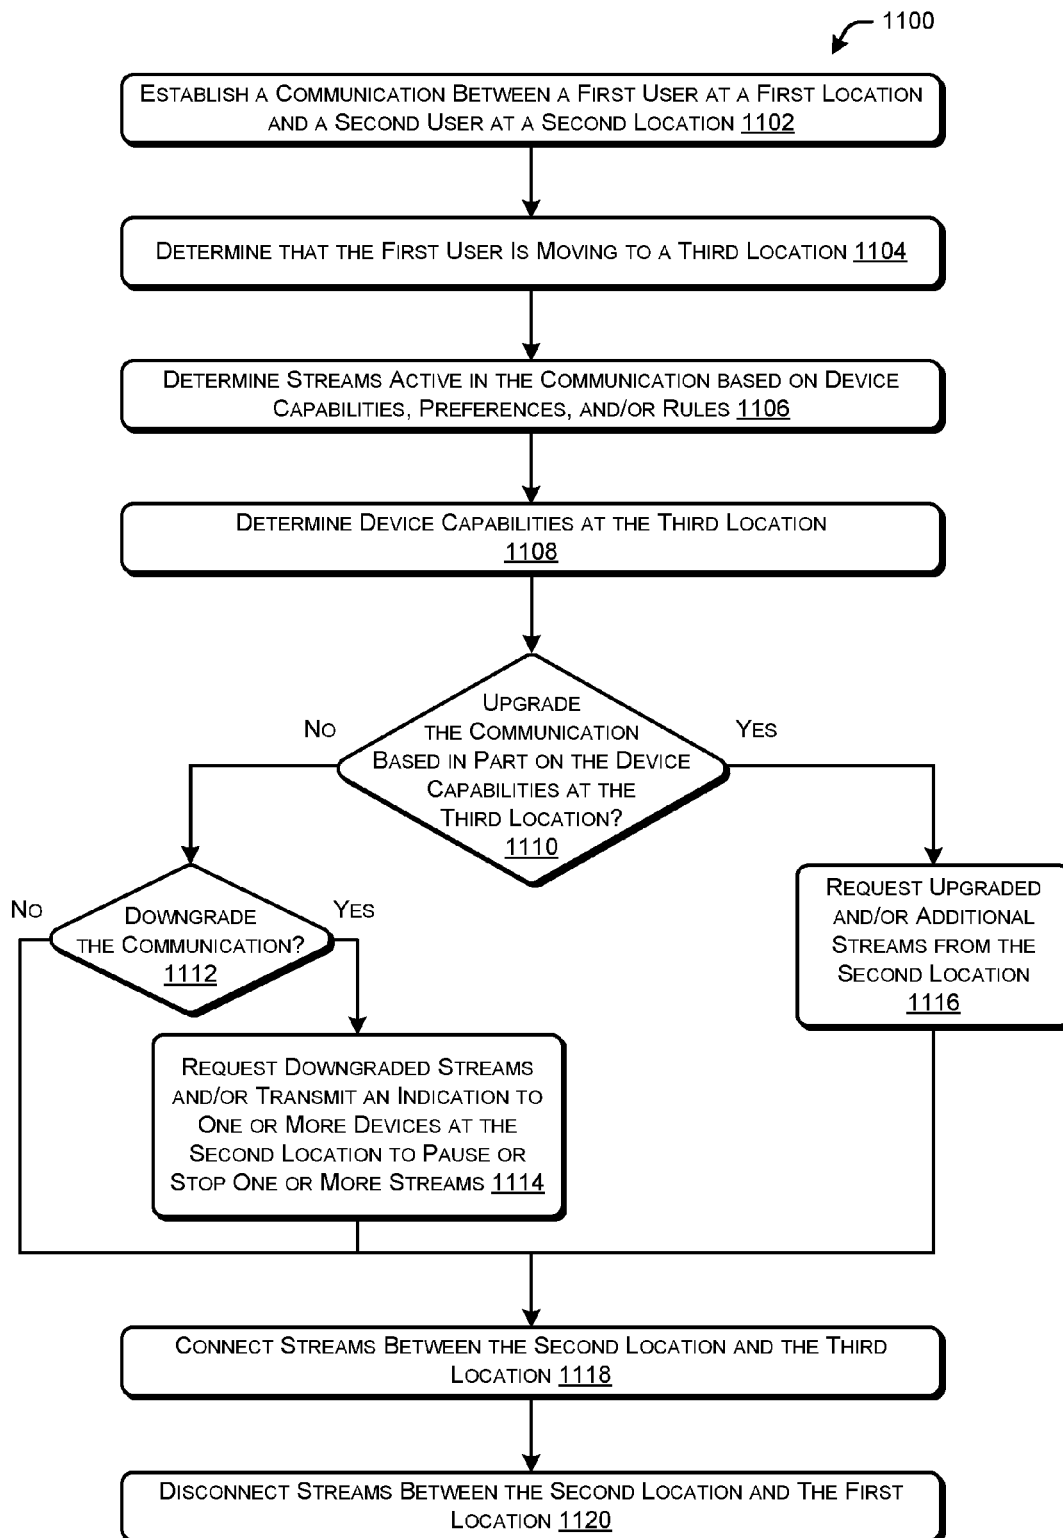 1100
ESTABLISH A COMMUNICATION BETWEEN A FIRST USER AT A FIRST LOCATION
AND A SECOND USER AT A SECOND LOCATION 1102
DETERMINE THAT THE FIRST USER IS MOVING TO A THIRD LOCATION 1104
DETERMINE STREAMS ACTIVE IN THE COMMUNICATION BASED ON DEVICE
CAPABILITIES, PREFERENCES, AND/OR RULES 1106
DETERMINE DEVICE CAPABILITIES AT THE THIRD LOCATION
1108
UPGRADE
THE COMMUNICATION
BASED IN PART ON THE DEVICE
CAPABILITIES AT THE
THIRD LOCATION?
1110
NO
YES
DOWNGRADE
THE COMMUNICATION?
1112
NO
YES
REQUEST UPGRADED
AND/OR ADDITIONAL
STREAMS FROM THE
SECOND LOCATION
1116
REQUEST DOWNGRADED STREAMS
AND/OR TRANSMIT AN INDICATION TO
ONE OR MORE DEVICES AT THE
SECOND LOCATION TO PAUSE OR
STOP ONE OR MORE STREAMS 1114
CONNECT STREAMS BETWEEN THE SECOND LOCATION AND THE THIRD
LOCATION 1118
DISCONNECT STREAMS BETWEEN THE SECOND LOCATION AND THE FIRST
LOCATION 1120